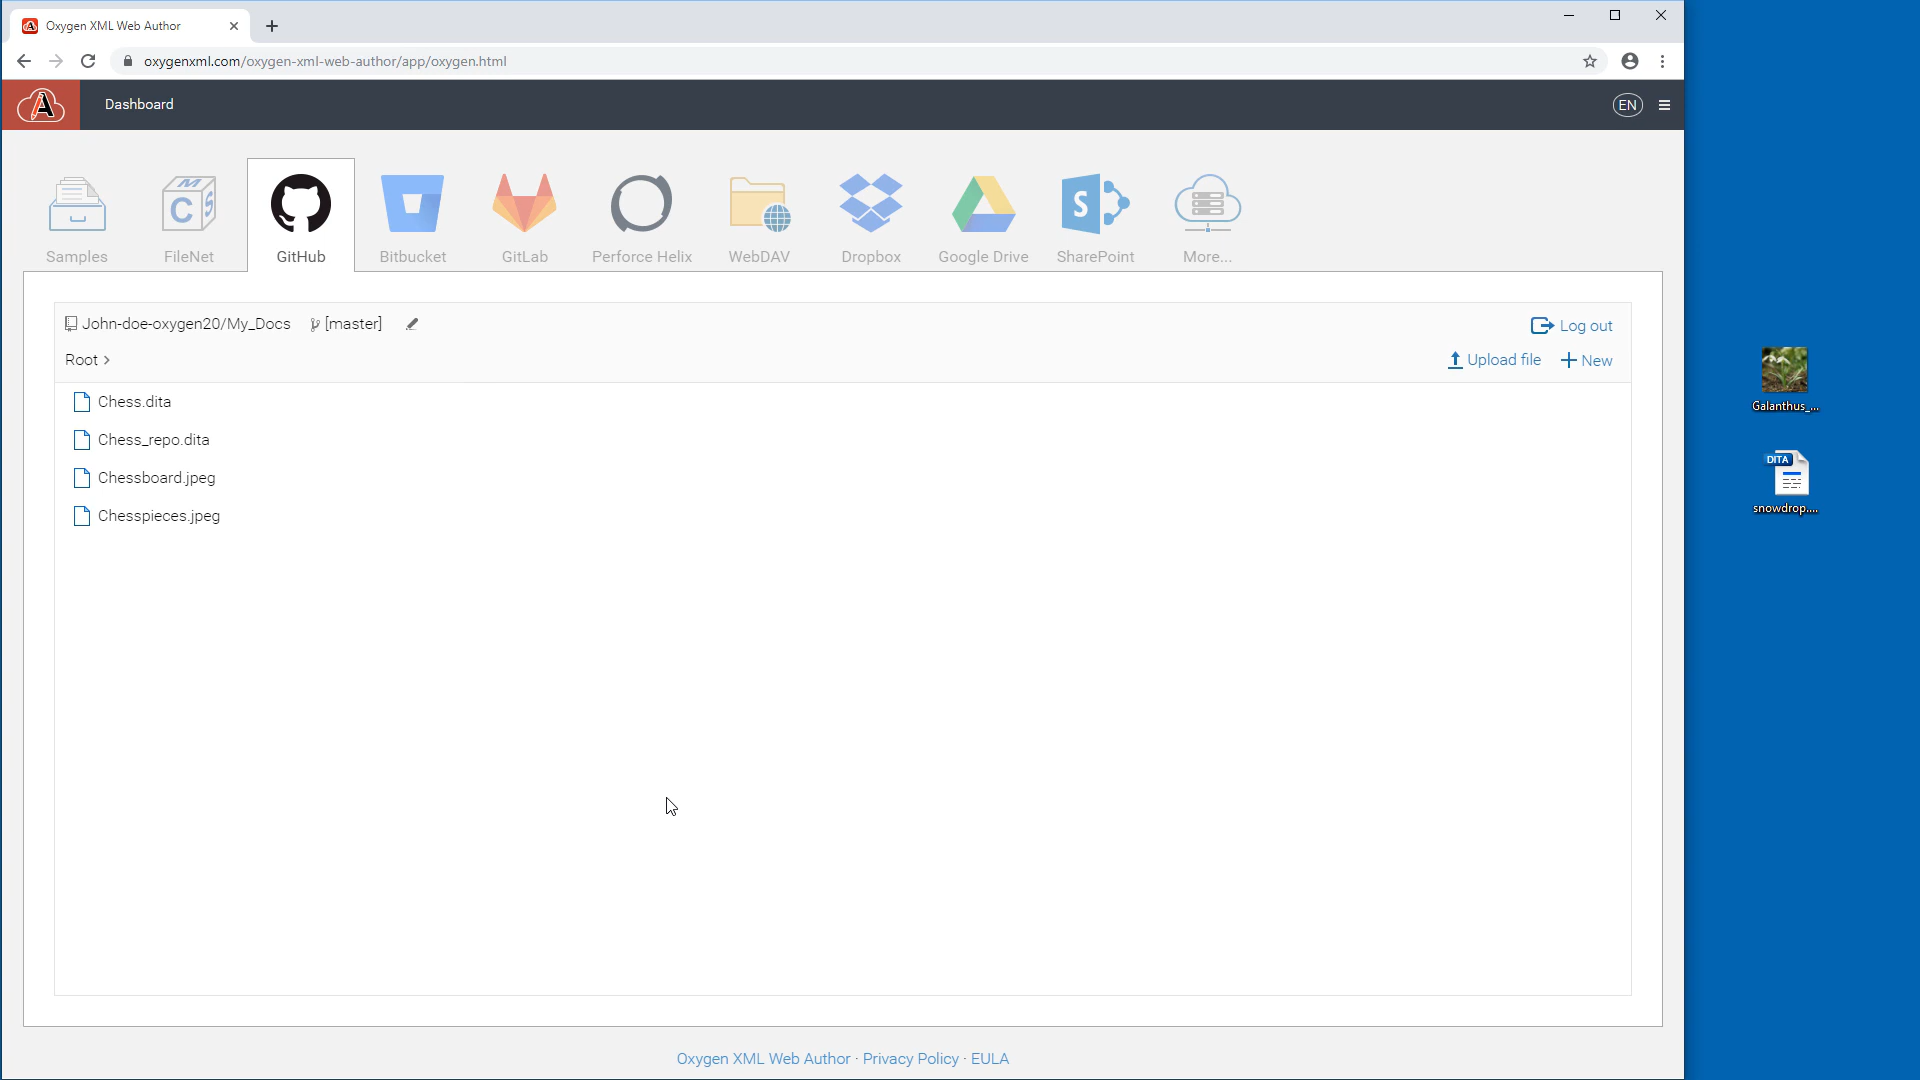 Oxygen XML Web Author
oxygenxml.com/oxygen-xml-web-author/app/oxygen.html
Dashboard
EN
Samples
FileNet
GitHub
Bitbucket
GitLab
Perforce Helix
WebDAV
Dropbox
Google Drive
SharePoint
More...
John-doe-oxygen20/My_Docs [master]
Log out
Root >
Upload file
New
Chess.dita
Chess_repo.dita
Chessboard.jpeg
Chesspieces.jpeg
Galanthus_...
DITA
snowdrop....
Oxygen XML Web Author · Privacy Policy · EULA